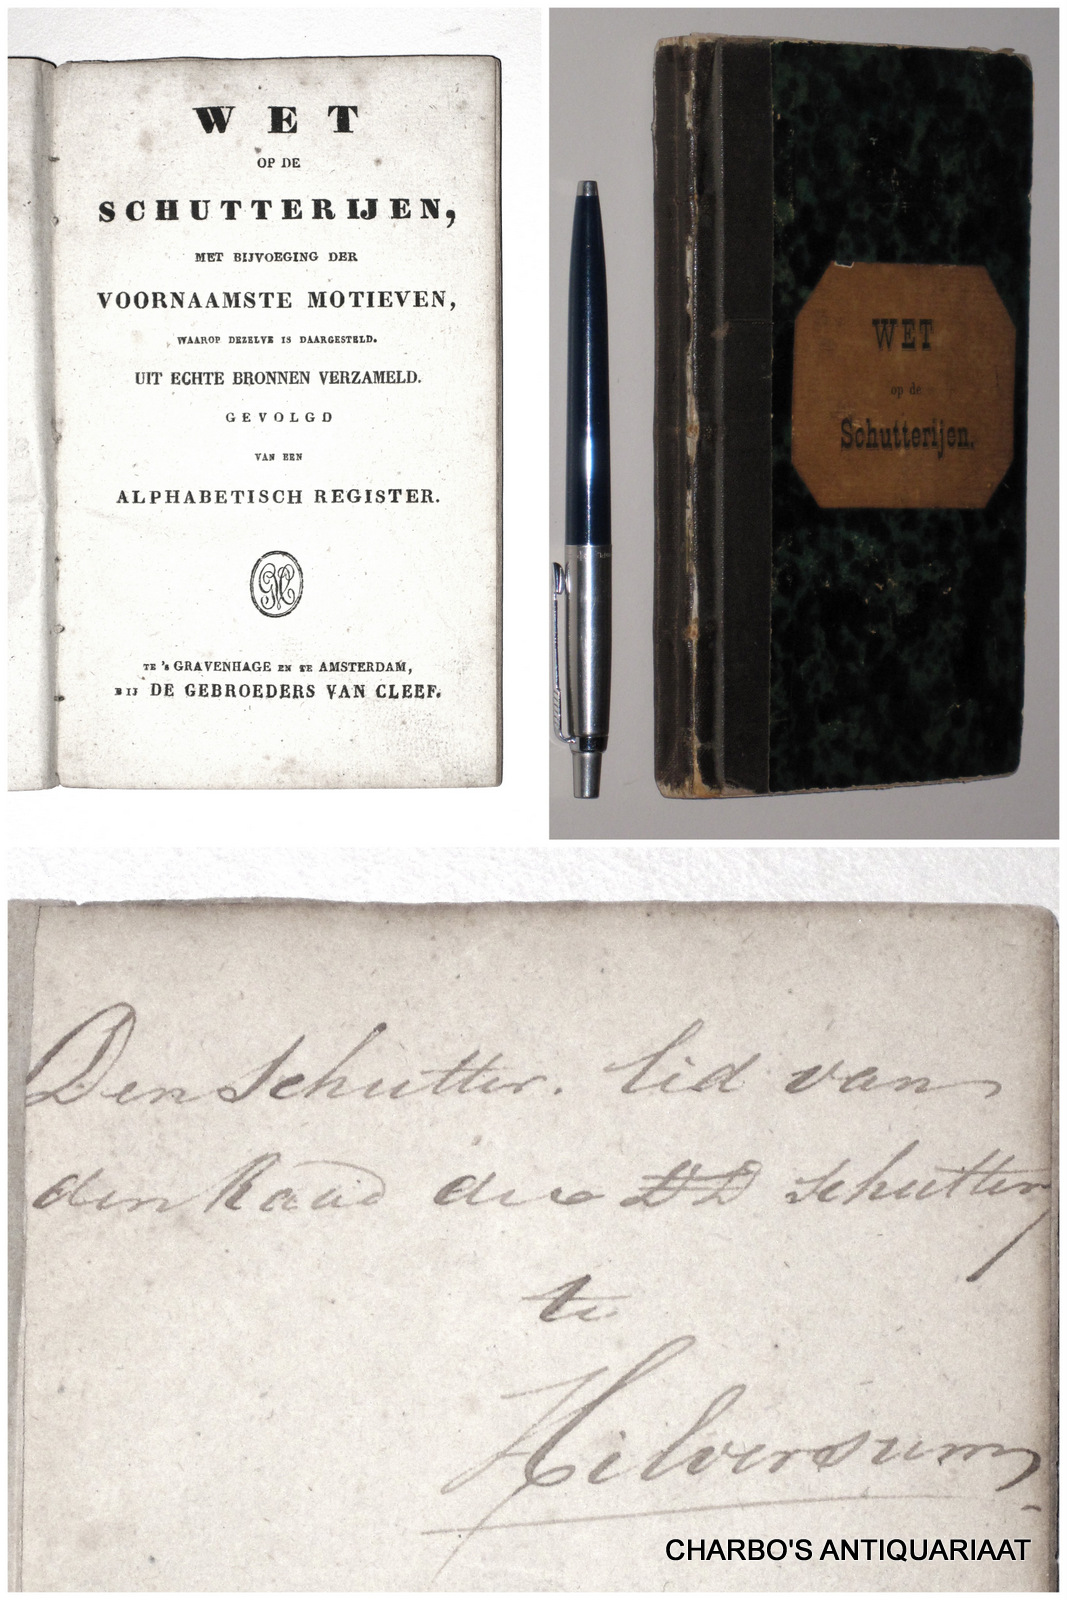 WET
OP DE
SCHUTTERIJEN,
MET BIJVOEGING DER
VOORNAAMSTE MOTIEVEN,
WAAROP DEZELVE IS DAARGESTELD.
UIT ECHTE BRONNEN VERZAMELD.
GEVOLGD
VAN EEN
ALPHABETISCH REGISTER.
TE 's GRAVENHAGE EN TE AMSTERDAM,
BIJ DE GEBROEDERS VAN CLEEF.
WET
op de
Schutterijen.
Den Schutter. lid van
den Raad der DD schuttery
te
Hilversum
CHARBO'S ANTIQUARIAAT